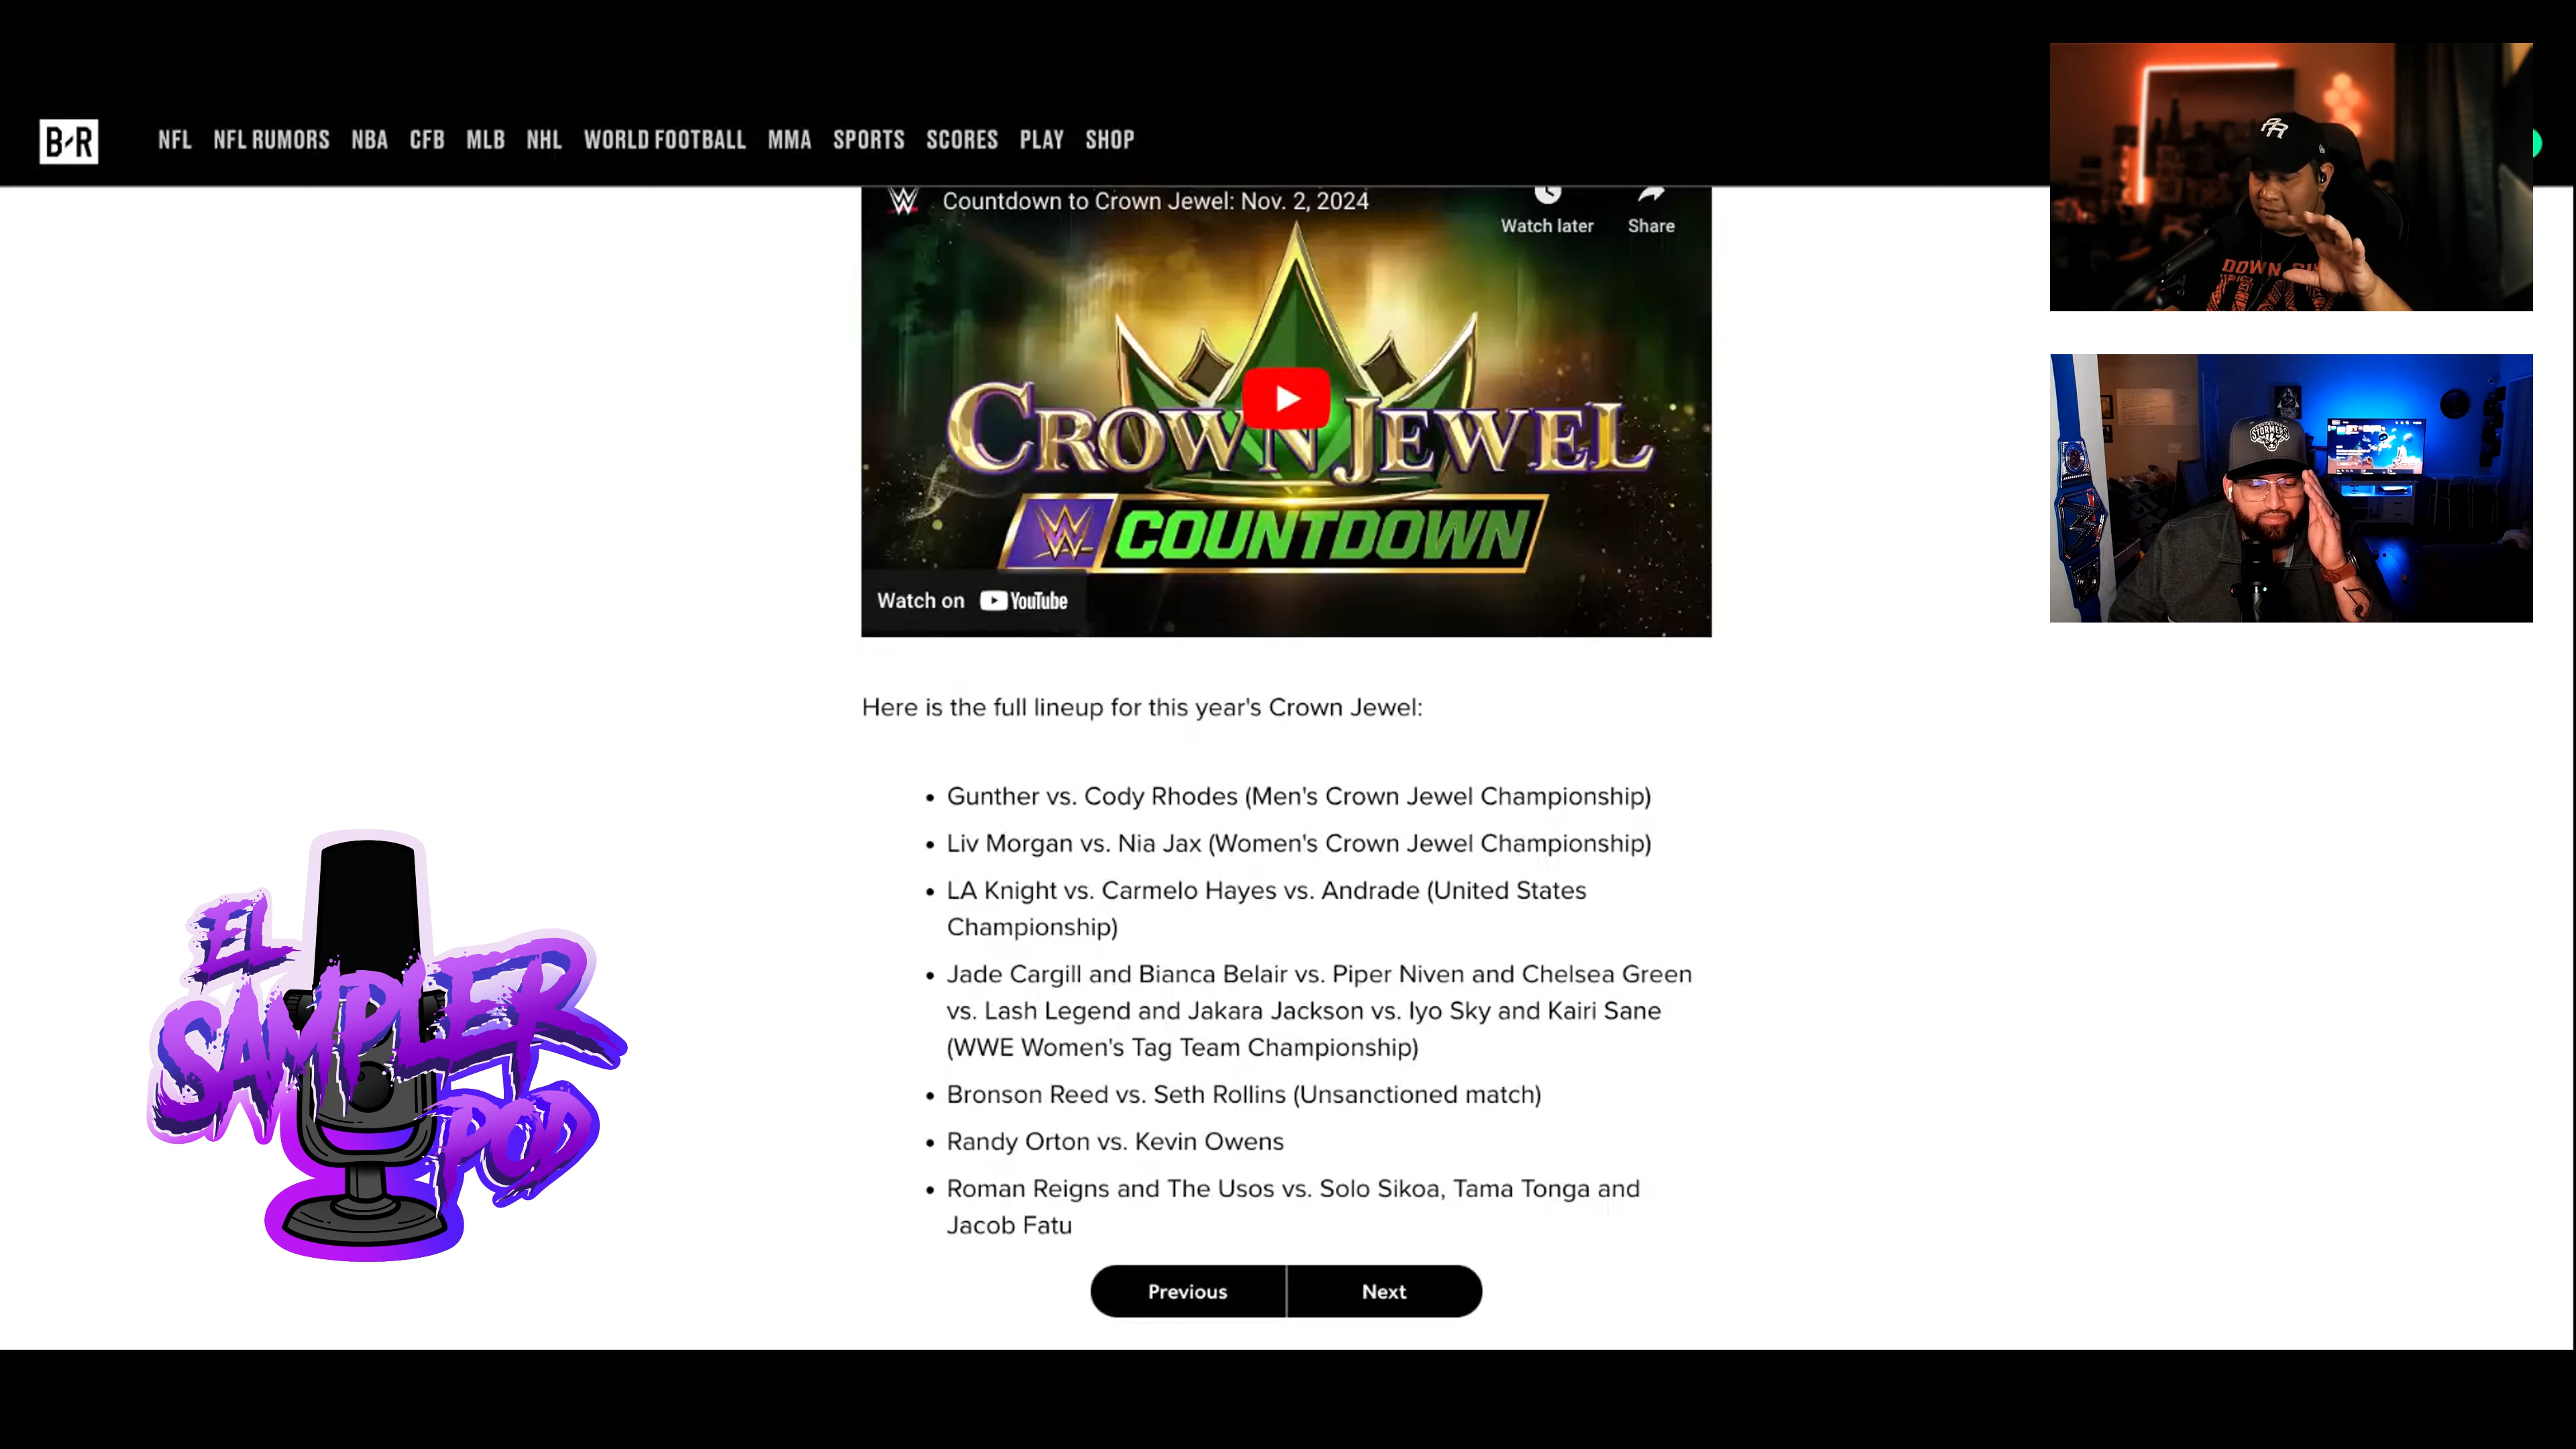 B/R
NFL NFL RUMORS NBA CFB MLB NHL WORLD FOOTBALL MMA SPORTS SCORES PLAY SHOP
Countdown to Crown Jewel: Nov. 2, 2024
Watch later Share
CROWN JEWEL
W COUNTDOWN
Watch on YouTube
Here is the full lineup for this year's Crown Jewel:
• Gunther vs. Cody Rhodes (Men's Crown Jewel Championship)
• Liv Morgan vs. Nia Jax (Women's Crown Jewel Championship)
• LA Knight vs. Carmelo Hayes vs. Andrade (United States
Championship)
• Jade Cargill and Bianca Belair vs. Piper Niven and Chelsea Green
vs. Lash Legend and Jakara Jackson vs. Iyo Sky and Kairi Sane
(WWE Women's Tag Team Championship)
• Bronson Reed vs. Seth Rollins (Unsanctioned match)
• Randy Orton vs. Kevin Owens
• Roman Reigns and The Usos vs. Solo Sikoa, Tama Tonga and
Jacob Fatu
Previous Next
EL
SAMPLER
POD
DOWN
STORMERS